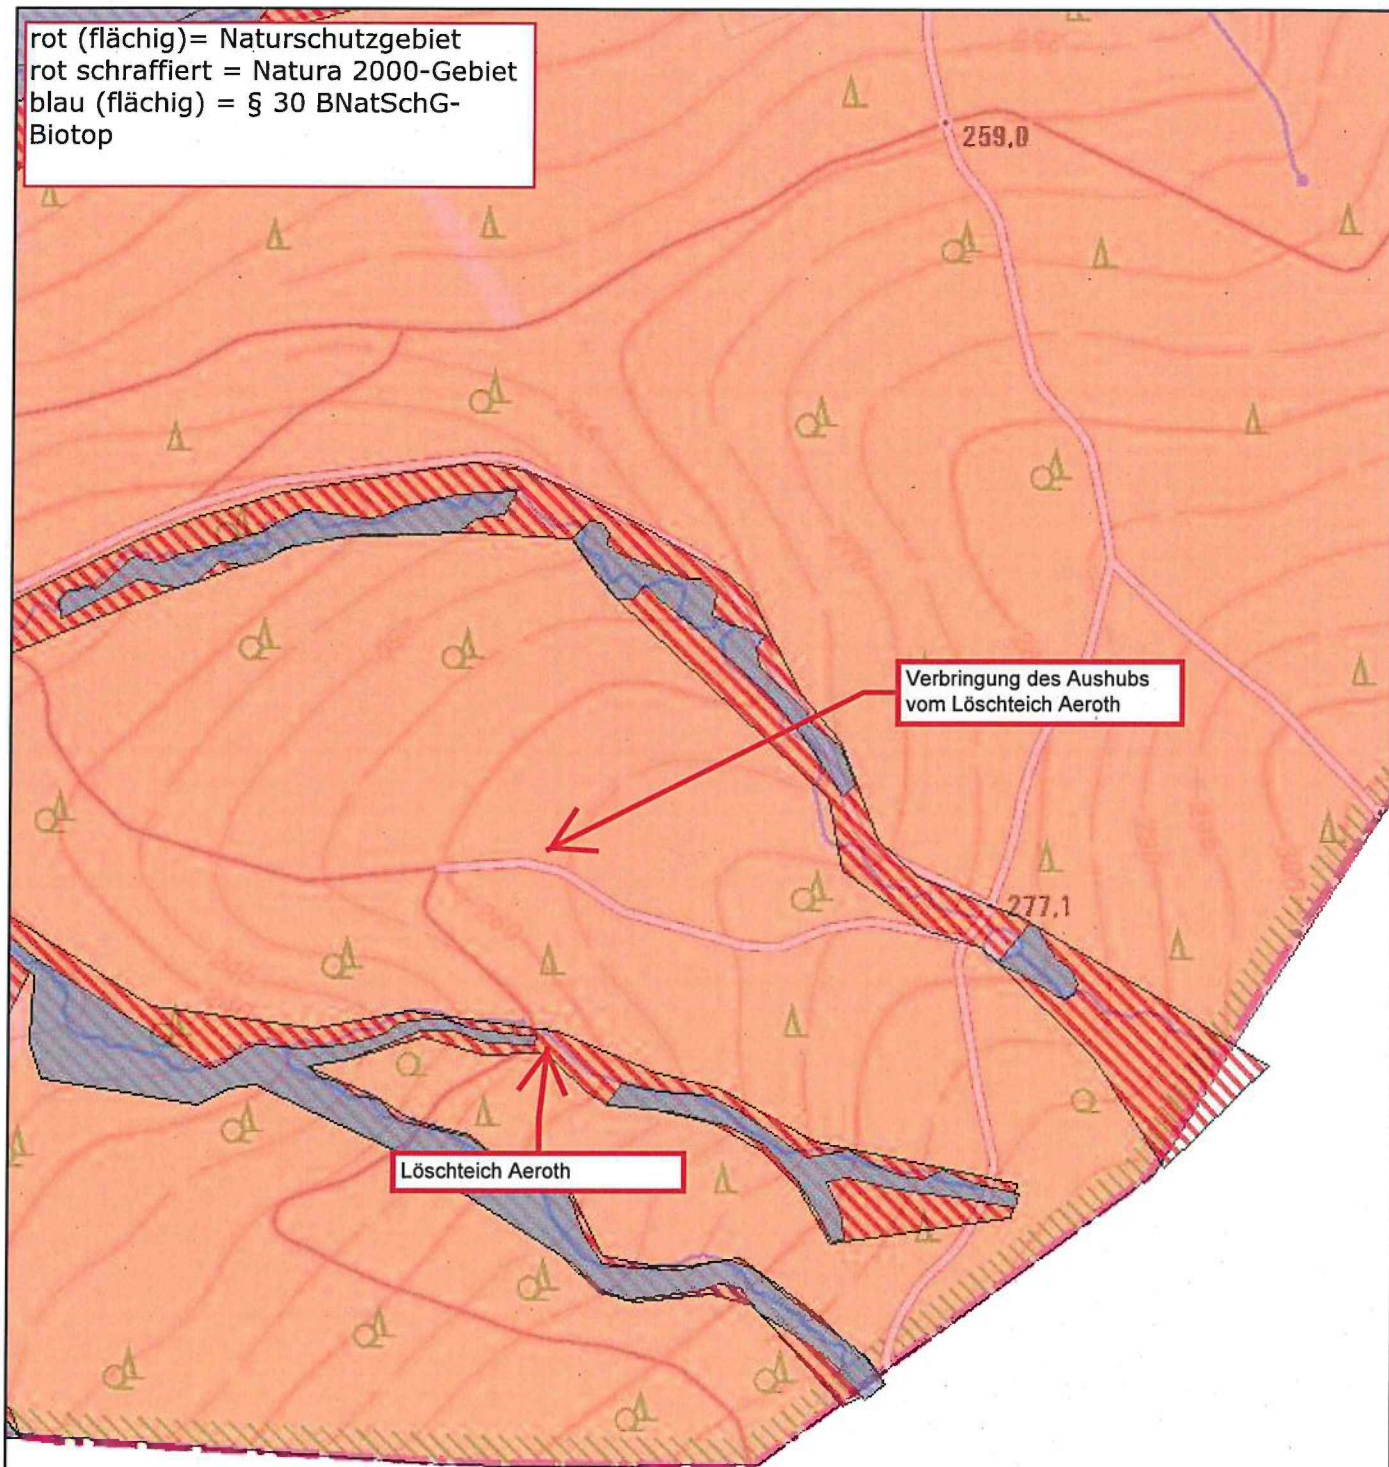 rot (flächig)= Naturschutzgebiet
rot schraffiert = Natura 2000-Gebiet
blau (flächig) = § 30 BNatSchG-
Biotop
259,0
Verbringung des Aushubs
vom Löschteich Aeroth
277,1
Löschteich Aeroth